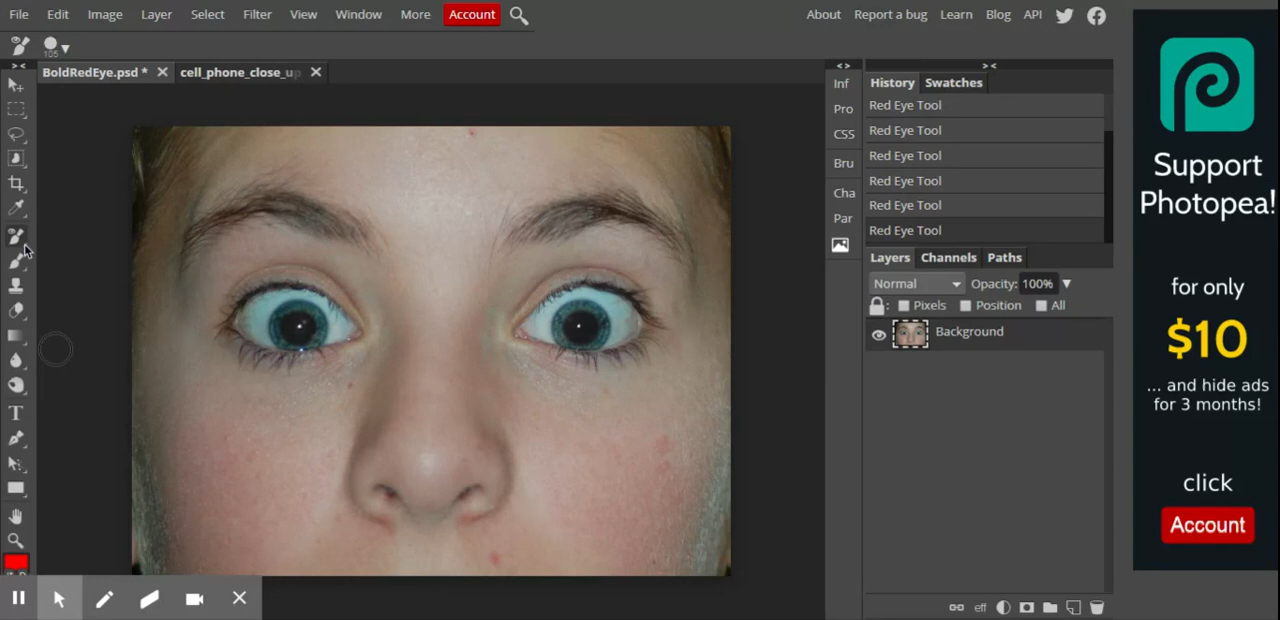 File Edit Image Layer Select Filter View Window More Account
About Report a bug Learn Blog API
105
BoldRedEye.psd *
cell_phone_close_up
Inf
Pro
CSS
Bru
Cha
Par
History Swatches
Red Eye Tool
Red Eye Tool
Red Eye Tool
Red Eye Tool
Red Eye Tool
Red Eye Tool
Layers Channels Paths
Normal Opacity: 100%
: Pixels Position All
Background
eff
T
Support
Photopea!
for only
$10
... and hide ads
for 3 months!
click
Account